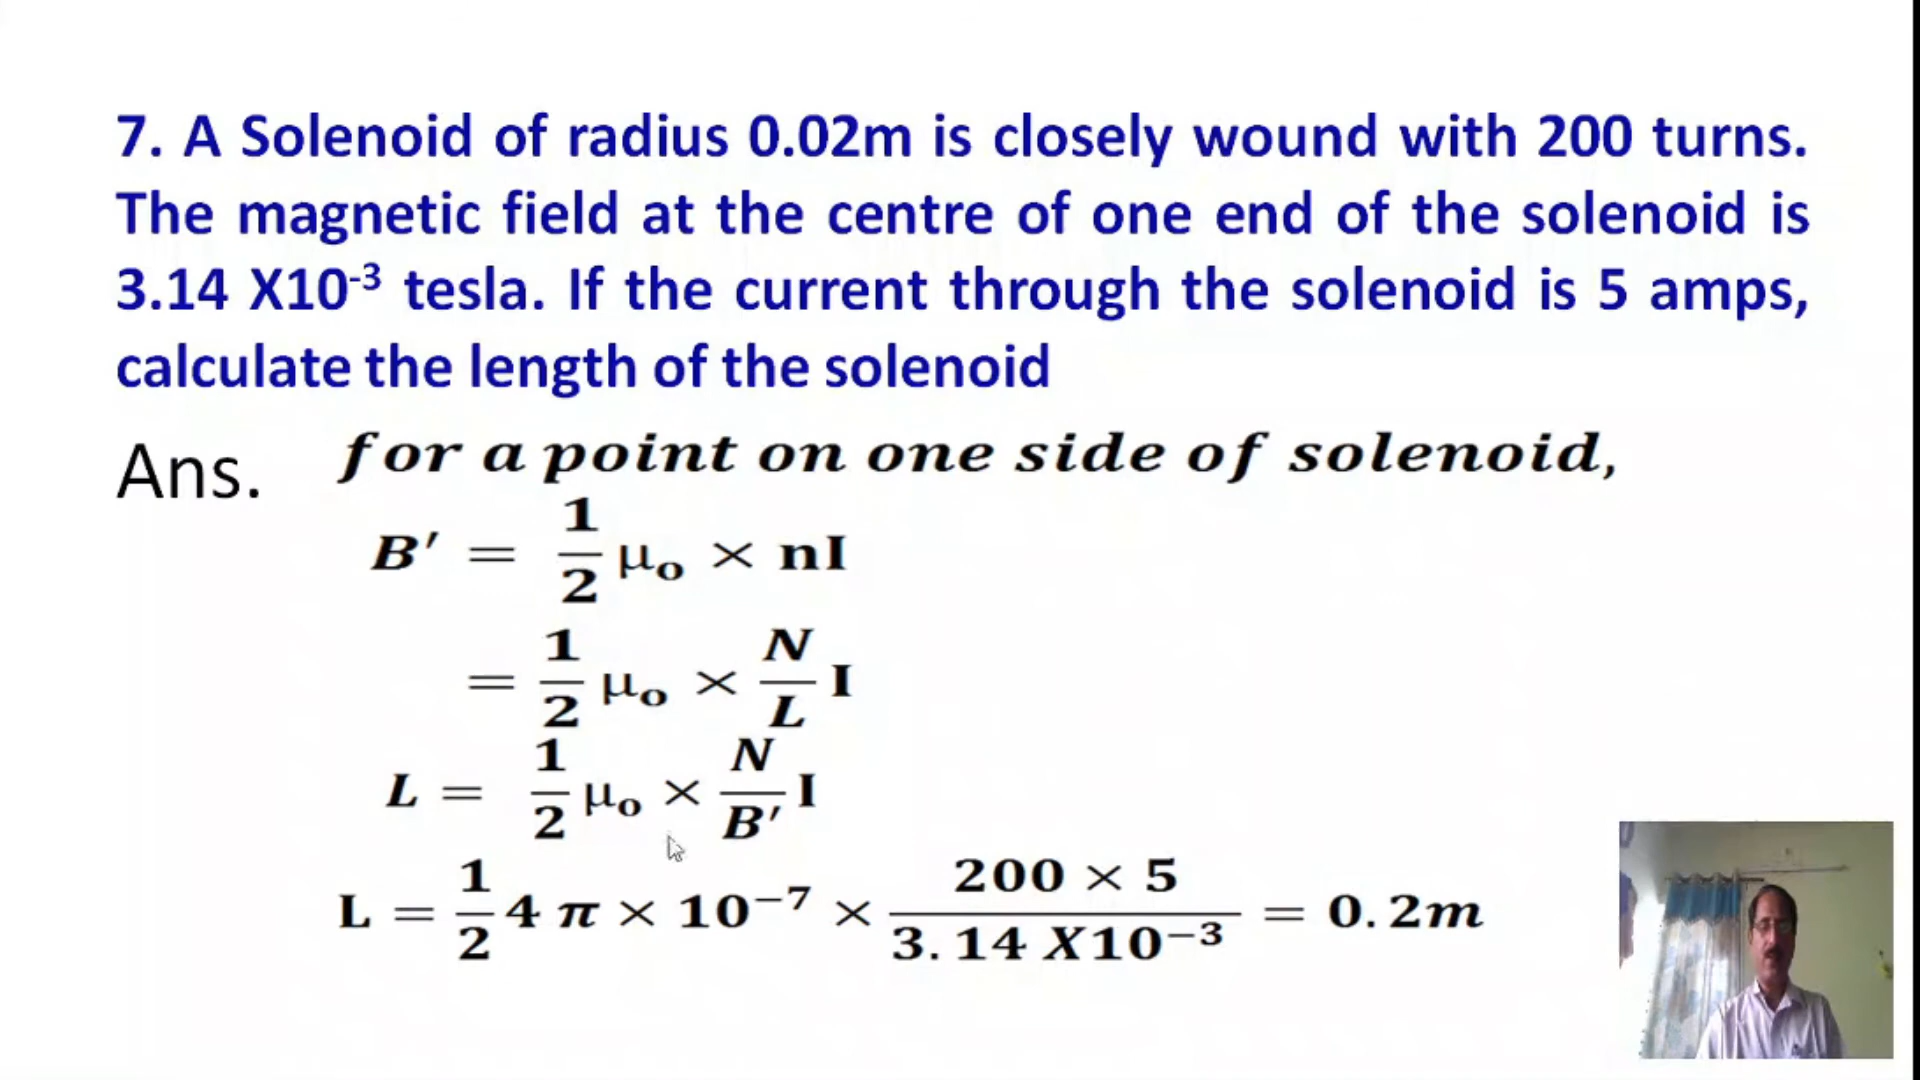 7. A Solenoid of radius 0.02m is closely wound with 200 turns.
The magnetic field at the centre of one end of the solenoid is
3.14 X10⁻³ tesla. If the current through the solenoid is 5 amps,
calculate the length of the solenoid
Ans. for a point on one side of solenoid,
B′ = 1/2 μₒ × nI
= 1/2 μₒ × N/L I
L = 1/2 μₒ × N/B′ I
L = 1/2 4 π × 10⁻⁷ × 200 × 5 / 3.14 X10⁻³ = 0.2m